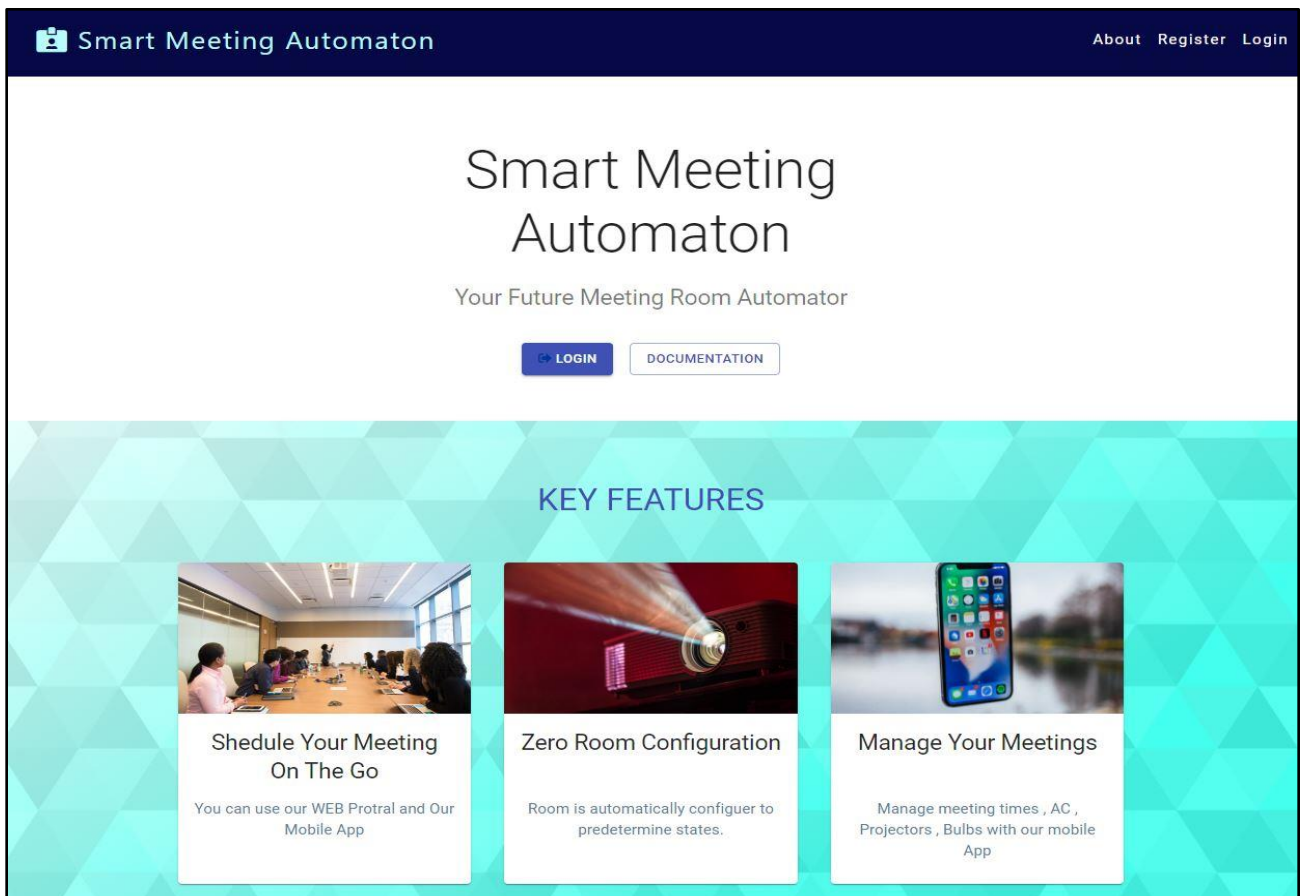 Smart Meeting Automaton
About Register Login
Smart Meeting
Automaton
Your Future Meeting Room Automator
LOGIN
DOCUMENTATION
KEY FEATURES
Shedule Your Meeting
On The Go
You can use our WEB Protral and Our
Mobile App
Zero Room Configuration
Room is automatically configuer to
predetermine states.
Manage Your Meetings
Manage meeting times , AC ,
Projectors , Bulbs with our mobile
App